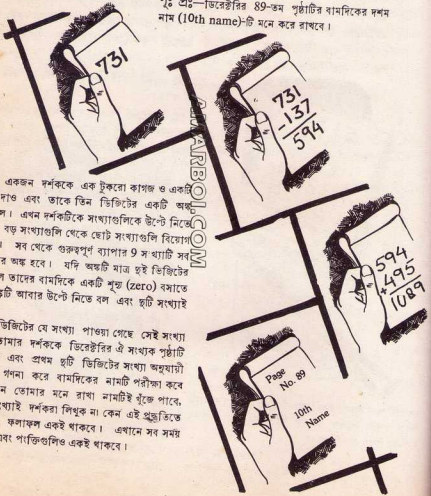 পূঃ প্রঃ—ডিরেক্টরির 89-তম পৃষ্ঠাটির বামদিকের দশম
নাম (10th name)-টি মনে করে রাখবে।
731
731
-137
594
একজন দর্শককে এক টুকরো কাগজ ও একটি
দাও এবং তাকে তিন ডিজিটের একটি অঙ্ক
ল। এখন দর্শকটিকে সংখ্যাগুলিকে উল্টে নিতে
বড় সংখ্যাগুলি থেকে ছোট সংখ্যাগুলি বিয়োগ
। সব থেকে গুরুত্বপূর্ণ ব্যাপার 9 সংখ্যাটি সব
র অঙ্ক হবে। যদি অঙ্কটি মাত্র দুই ডিজিটের
ল তাদের বামদিকে একটি শূন্য (zero) বসাতে
টি আবার উল্টে নিতে বল এবং দুটি সংখ্যাই
594
+495
1089
ডিজিটের যে সংখ্যা পাওয়া গেছে সেই সংখ্যা
তামার দর্শককে ডিরেক্টরির ঐ সংখ্যক পৃষ্ঠাটি
এবং প্রথম দুটি ডিজিটের সংখ্যা অনুযায়ী
গণনা করে বামদিকের নামটি পরীক্ষা করবে
ন তোমার মনে রাখা নামটিই খুঁজে পাবে,
খ্যাই দর্শকরা লিখুক না কেন এই পদ্ধতিতে
ফলাফল একই থাকবে। এখানে সব সময়
এবং পংক্তিগুলিও একই থাকবে।
Page
No. 89
10th
Name
AMARBOI.COM